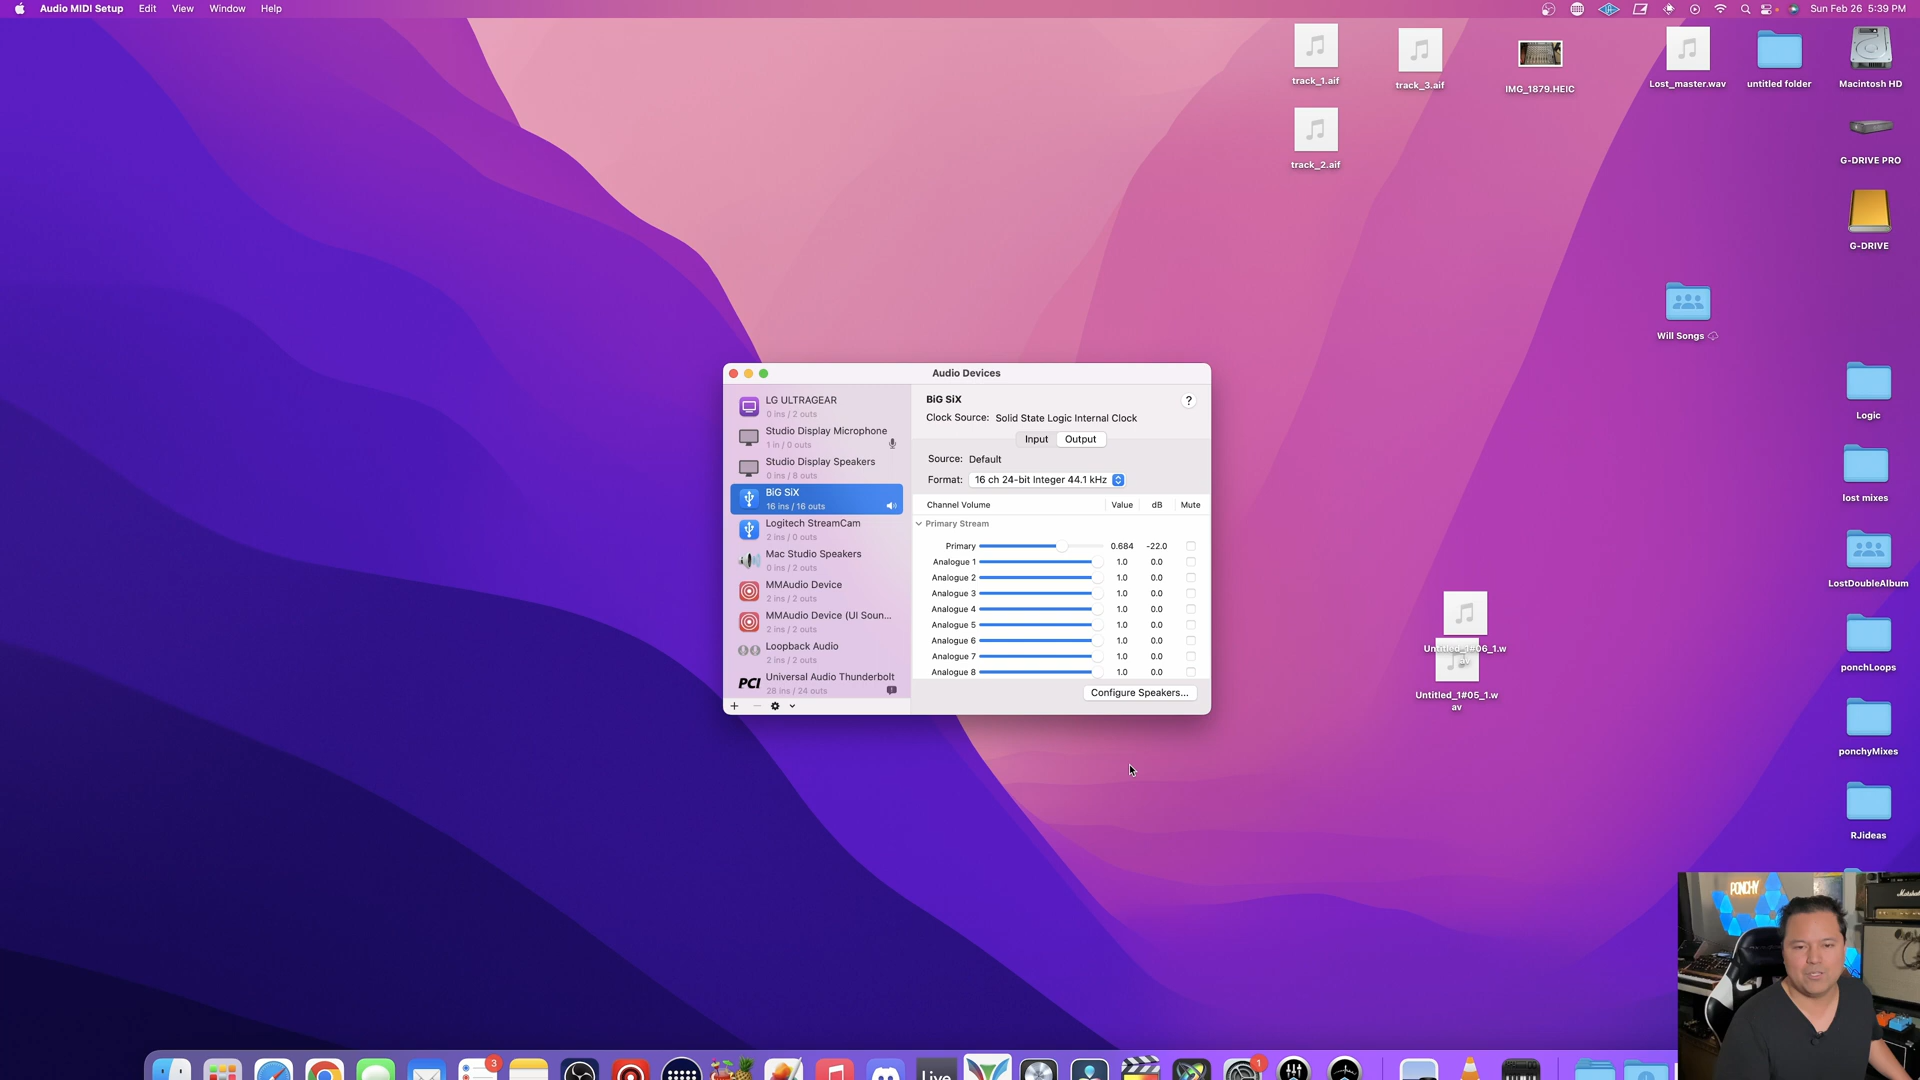 Audio MIDI Setup Edit View Window Help
Sun Feb 26 5:39 PM
track_1.aif
track_3.aif
IMG_1879.HEIC
Lost_master.wav
untitled folder
Macintosh HD
track_2.aif
G-DRIVE PRO
G-DRIVE
Will Songs
Logic
lost mixes
LostDoubleAlbum
Untitled_1#06_1.w
av
Untitled_1#05_1.w
av
ponchLoops
ponchyMixes
RJideas
Audio Devices
LG ULTRAGEAR
0 ins / 2 outs
Studio Display Microphone
1 in / 0 outs
Studio Display Speakers
0 ins / 8 outs
BiG SiX
16 ins / 16 outs
Logitech StreamCam
2 ins / 0 outs
Mac Studio Speakers
0 ins / 2 outs
MMAudio Device
2 ins / 2 outs
MMAudio Device (UI Soun...
2 ins / 2 outs
Loopback Audio
2 ins / 2 outs
PCI
Universal Audio Thunderbolt
28 ins / 24 outs
BiG SiX
?
Clock Source: Solid State Logic Internal Clock
Input Output
Source: Default
Format: 16 ch 24-bit Integer 44.1 kHz
Channel Volume Value dB Mute
Primary Stream
Primary 0.684 -22.0
Analogue 1 1.0 0.0
Analogue 2 1.0 0.0
Analogue 3 1.0 0.0
Analogue 4 1.0 0.0
Analogue 5 1.0 0.0
Analogue 6 1.0 0.0
Analogue 7 1.0 0.0
Analogue 8 1.0 0.0
Configure Speakers...
PONCHY
Marshall
3
Live
1